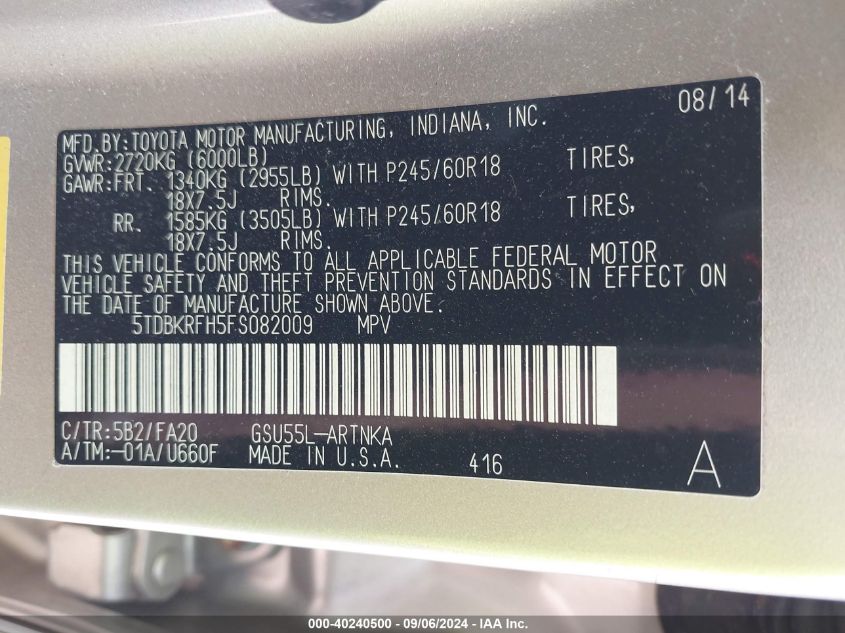 08/14
MFD.BY:TOYOTA MOTOR MANUFACTURING, INDIANA, INC.
GVWR:2720KG (6000LB)
GAWR:FRT. 1340KG (2955LB) WITH P245/60R18 TIRES,
18X7.5J RIMS.
RR. 1585KG (3505LB) WITH P245/60R18 TIRES,
18X7.5J RIMS.
THIS VEHICLE CONFORMS TO ALL APPLICABLE FEDERAL MOTOR
VEHICLE SAFETY AND THEFT PREVENTION STANDARDS IN EFFECT ON
THE DATE OF MANUFACTURE SHOWN ABOVE.
5TDBKRFH5FS082009 MPV
C/TR:5B2/FA20 GSU55L-ARTNKA
A/TM:-01A/U660F MADE IN U.S.A. 416 A
000-40240500 - 09/06/2024 - IAA Inc.